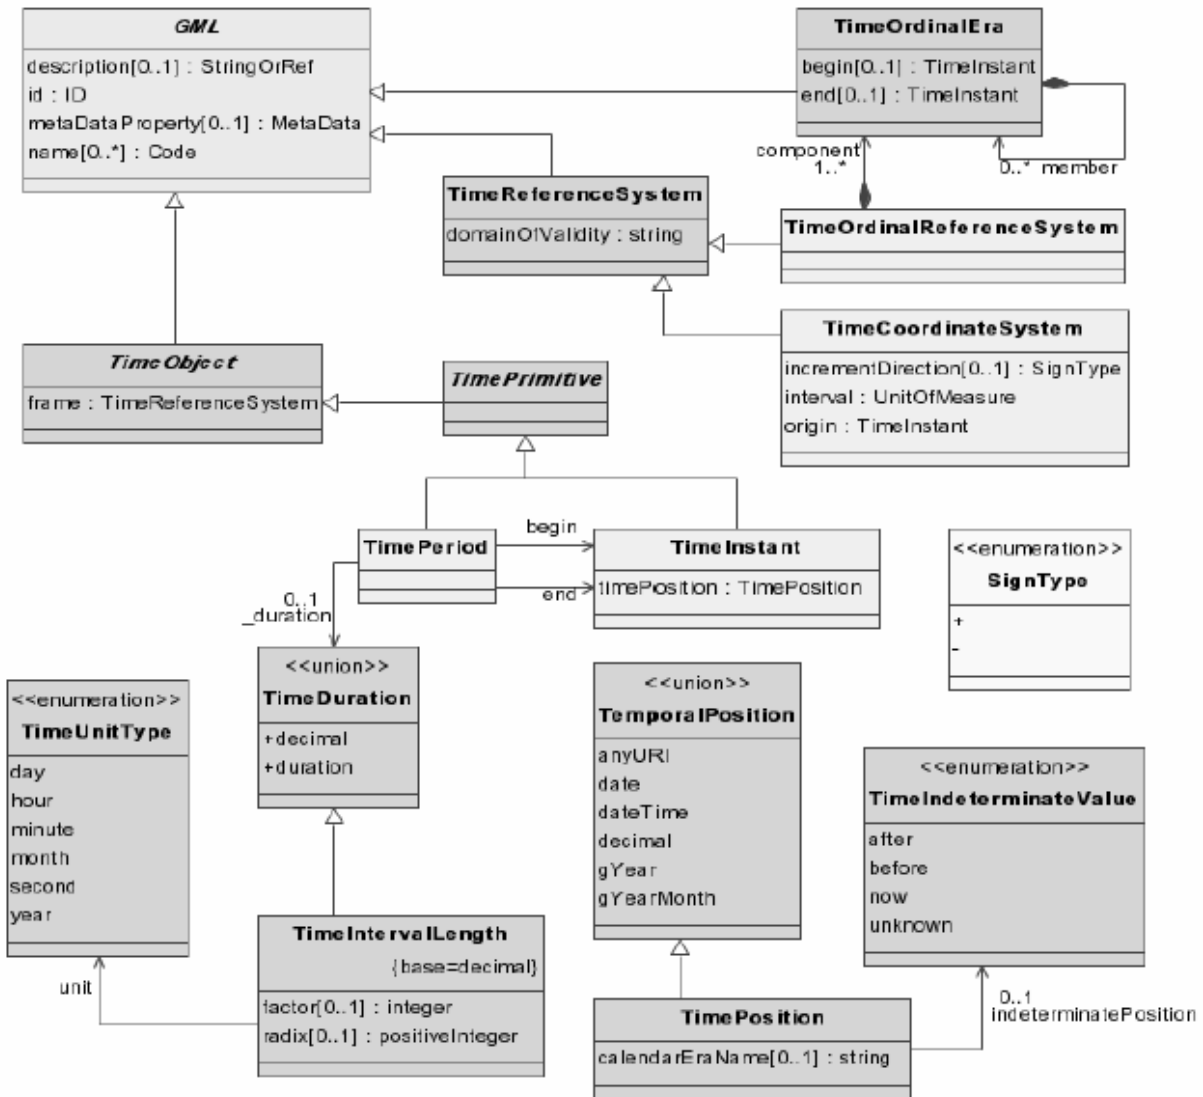 GML
description[0..1] : StringOrRef
id : ID
metaDataProperty[0..1] : MetaData
name[0..*] : Code
TimeOrdinalEra
begin[0..1] : TimeInstant
end[0..1] : TimeInstant
component
1..*
0..* member
TimeReferenceSystem
domainOfValidity : string
TimeOrdinalReferenceSystem
TimeCoordinateSystem
incrementDirection[0..1] : SignType
interval : UnitOfMeasure
origin : TimeInstant
TimeObject
frame : TimeReferenceSystem
TimePrimitive
TimePeriod
begin
end
TimeInstant
timePosition : TimePosition
<<enumeration>>
SignType
+
-
0..1
_duration
<<union>>
TimeDuration
+decimal
+duration
<<enumeration>>
TimeUnitType
day
hour
minute
month
second
year
unit
TimeIntervalLength
{base=decimal}
factor[0..1] : integer
radix[0..1] : positiveInteger
<<union>>
TemporalPosition
anyURI
date
dateTime
decimal
gYear
gYearMonth
<<enumeration>>
TimeIndeterminateValue
after
before
now
unknown
0..1
indeterminatePosition
TimePosition
calendarEraName[0..1] : string